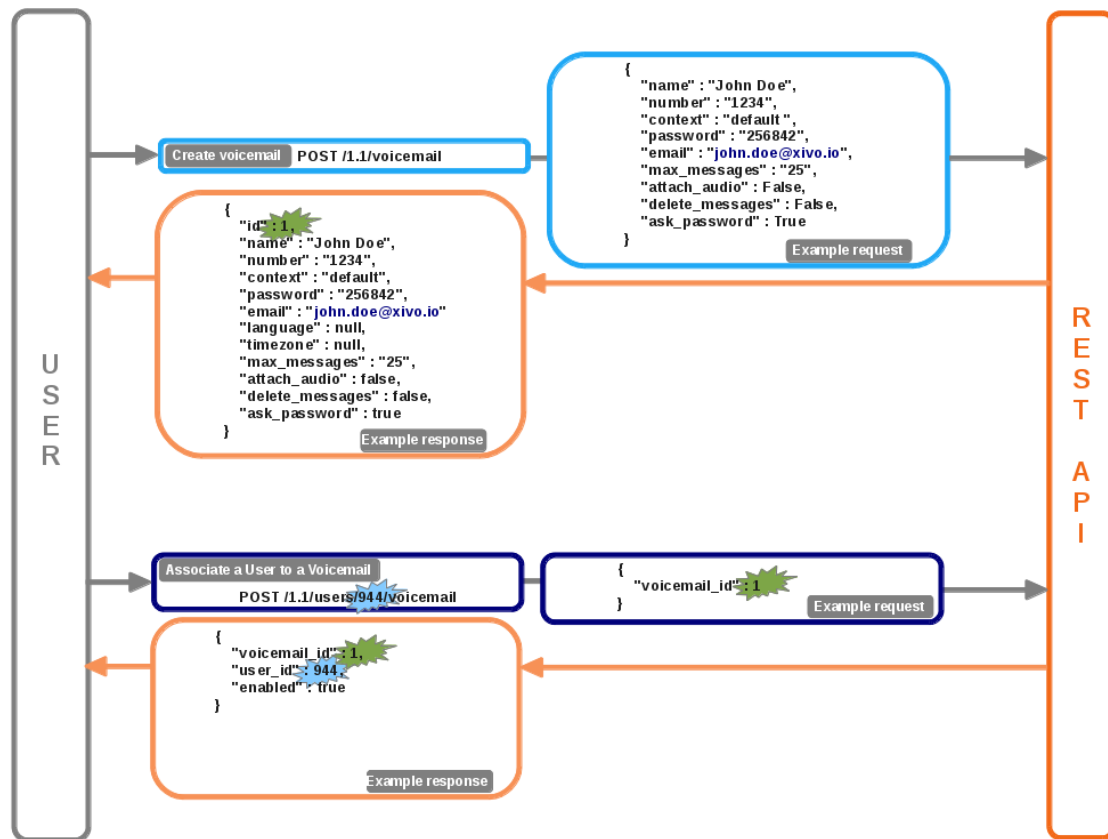 USER
Create voicemail POST /1.1/voicemail
{
"name" : "John Doe",
"number" : "1234",
"context" : "default ",
"password" : "256842",
"email" : "john.doe@xivo.io",
"max_messages" : "25",
"attach_audio" : False,
"delete_messages" : False,
"ask_password" : True
}
Example request
{
"id" : 1,
"name" : "John Doe",
"number" : "1234",
"context" : "default",
"password" : "256842",
"email" : "john.doe@xivo.io"
"language" : null,
"timezone" : null,
"max_messages" : "25",
"attach_audio" : false,
"delete_messages" : false,
"ask_password" : true
}
Example response
REST API
Associate a User to a Voicemail
POST /1.1/users/944/voicemail
{
"voicemail_id" : 1
}
Example request
{
"voicemail_id" : 1,
"user_id" : 944,
"enabled" : true
}
Example response